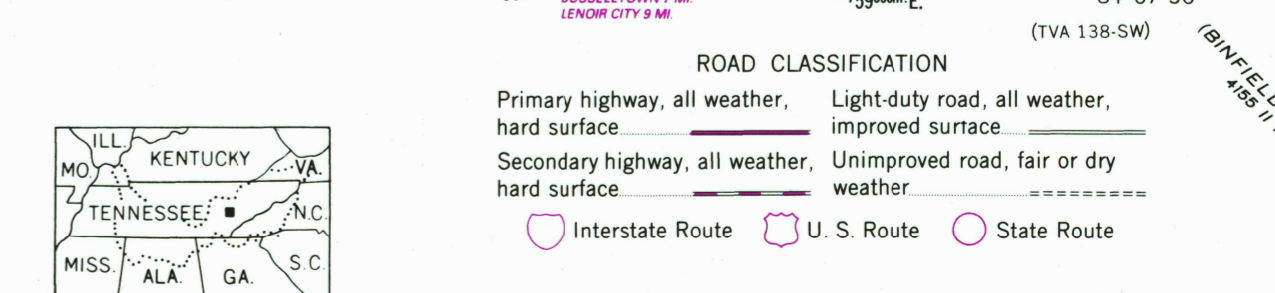 LENOIR CITY 9 MI.
(TVA 138-SW)
(BINFIELD
4155 II
ROAD CLASSIFICATION
Primary highway, all weather,
hard surface
Light-duty road, all weather,
improved surface
Secondary highway, all weather,
hard surface
Unimproved road, fair or dry
weather
Interstate Route
U. S. Route
State Route
ILL.
KENTUCKY
MO.
VA.
TENNESSEE
N.C.
MISS.
ALA.
GA.
S.C.